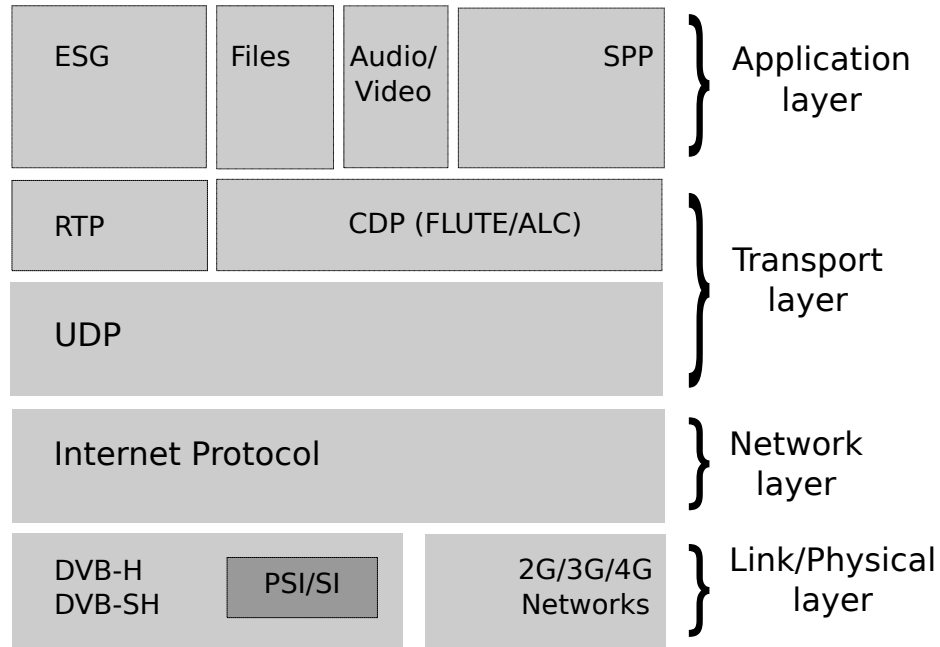 ESG
Files
Audio/
Video
SPP
Application
layer
RTP
CDP (FLUTE/ALC)
UDP
Transport
layer
Internet Protocol
Network
layer
DVB-H
DVB-SH
PSI/SI
2G/3G/4G
Networks
Link/Physical
layer